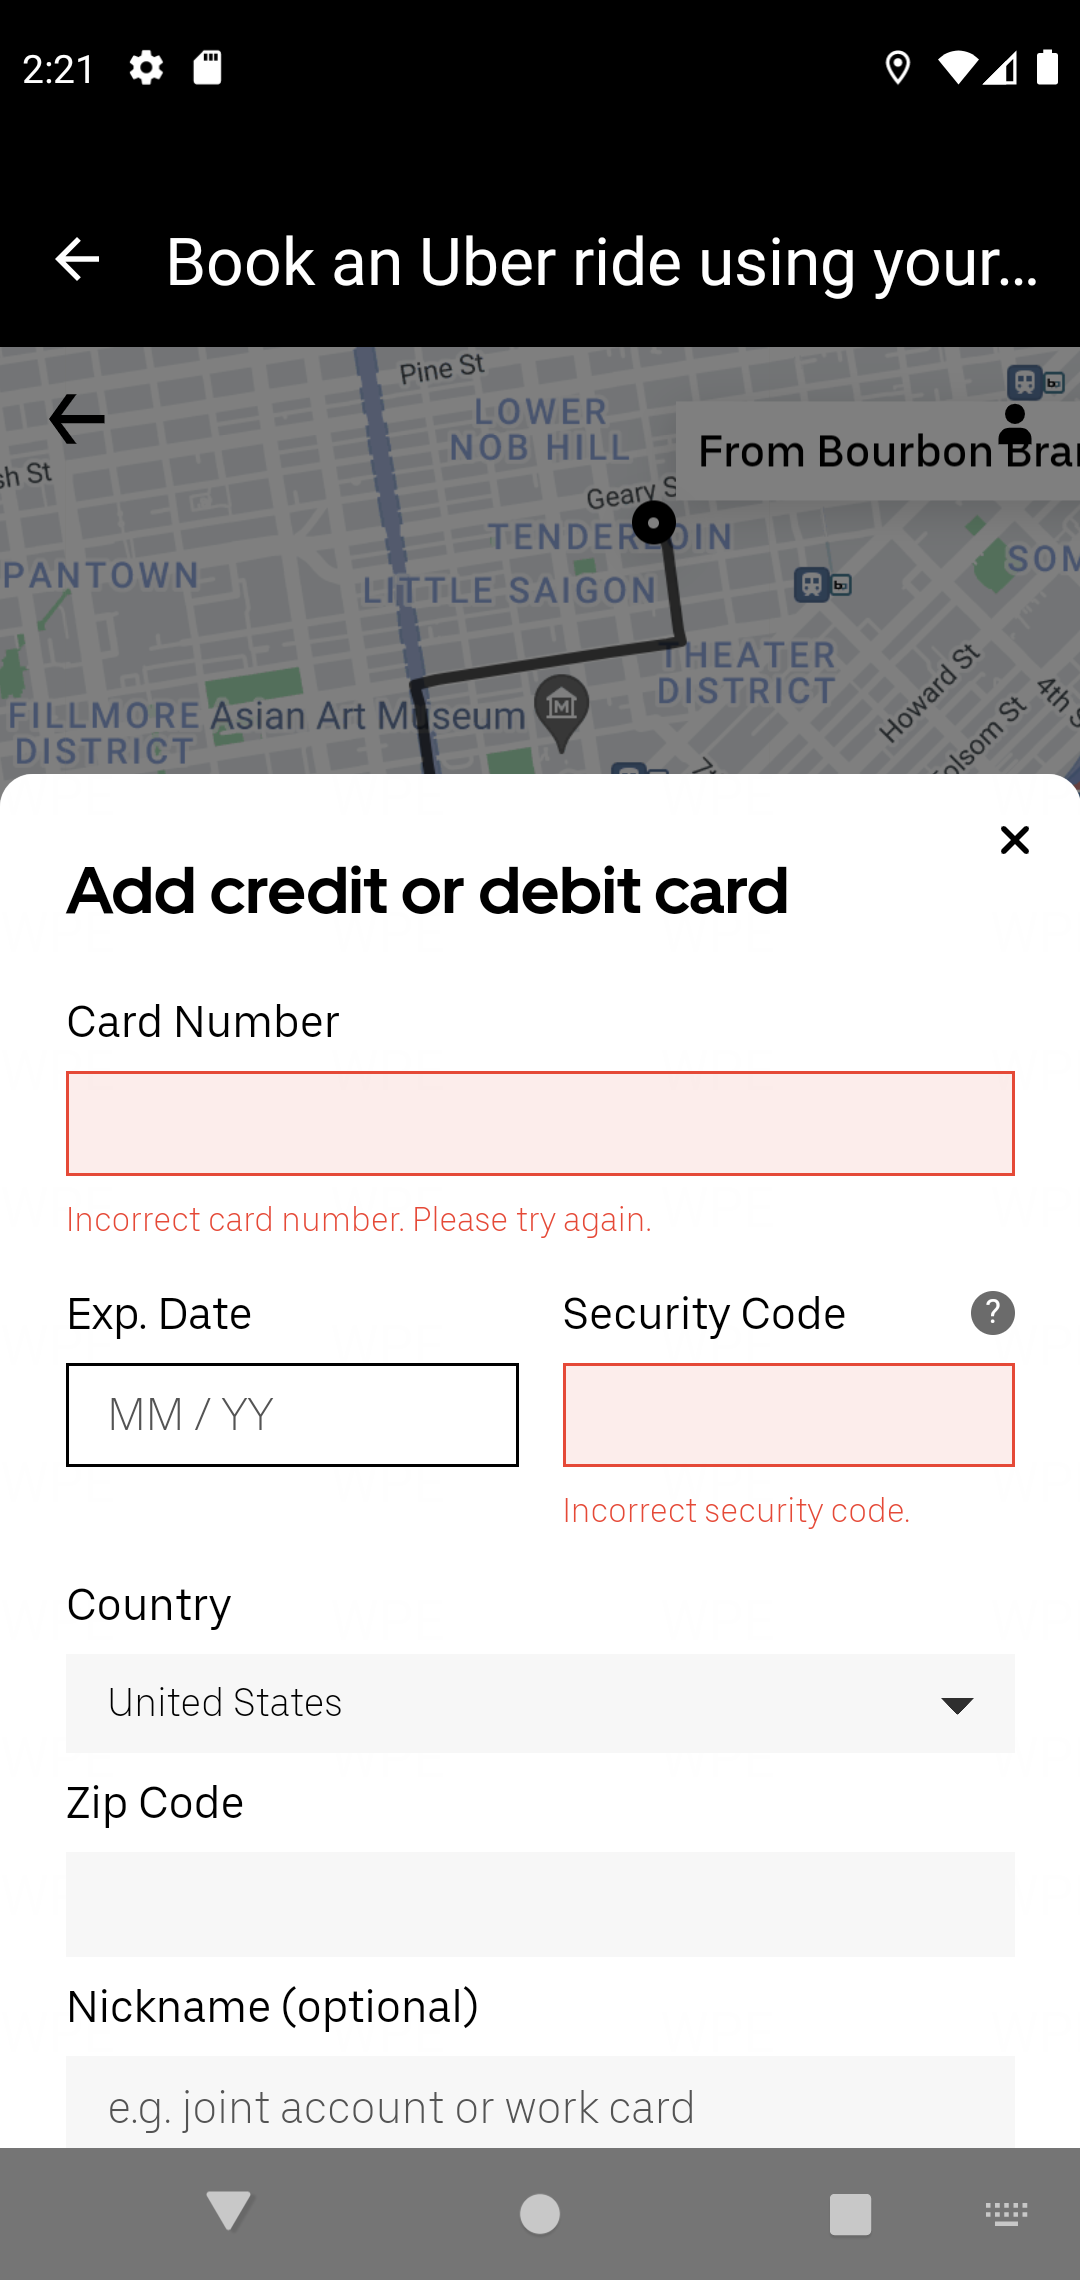 2:21
Book an Uber ride using your...
Pine St
LOWER
NOB HILL
From Bourbon
sh St
Geary S
TENDERLOIN
PANTOWN
LITTLE SAIGON
SOM
THEATER
DISTRICT
Howard St
4th S
FILLMORE
DISTRICT
Asian Art Museum
olsom St
Add credit or debit card
Card Number
Incorrect card number. Please try again.
Exp. Date
Security Code
?
MM / YY
Incorrect security code.
Country
United States
Zip Code
Nickname (optional)
e.g. joint account or work card